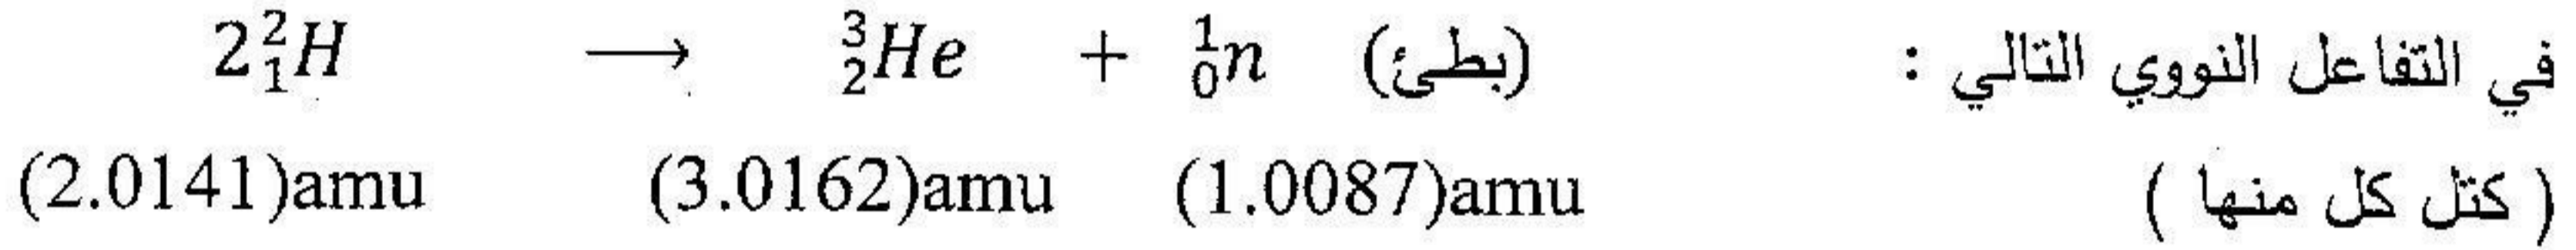 في التفاعل النووي التالي : 2 ²₁H ⟶ ³₂He + ¹₀n (بطئ)
( كتل كل منها ) (2.0141)amu (3.0162)amu (1.0087)amu